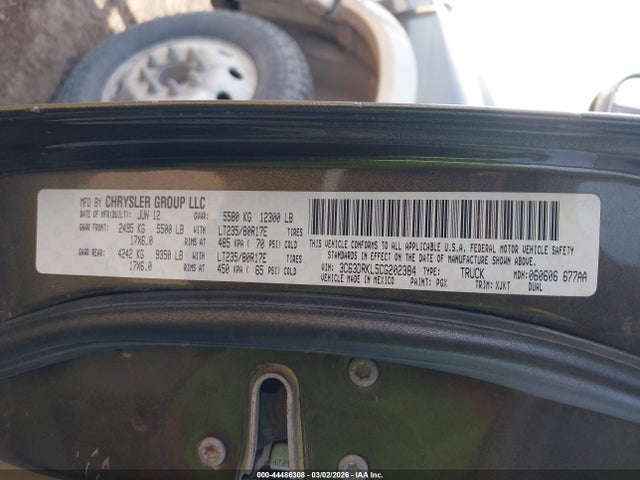 MFD BY CHRYSLER GROUP LLC
DATE OF MFR(BUILT): JUN 12 GVWR: 5580 KG 12300 LB
GAWR FRONT: 2495 KG 5500 LB WITH LT235/80R17E TIRES
17X6.0 RIMS AT 485 KPA ( 70 PSI) COLD
GAWR REAR: 4242 KG 9350 LB WITH LT235/80R17E TIRES
17X6.0 RIMS AT 450 KPA ( 65 PSI) COLD
THIS VEHICLE CONFORMS TO ALL APPLICABLE U.S.A. FEDERAL MOTOR VEHICLE SAFETY
STANDARDS IN EFFECT ON THE DATE OF MANUFACTURE SHOWN ABOVE.
VIN: 3C63DRKL5CG202384 TYPE: TRUCK MDH: 060606 677AA
VEHICLE MADE IN MEXICO PAINT: PGX TRIM: XJKT DUAL
000-44486308 - 03/02/2026 - IAA Inc.